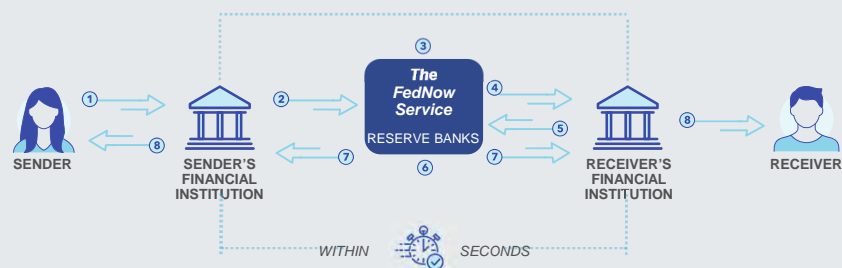 3
The
FedNow
Service
RESERVE BANKS
1
2
4
5
8
8
7
7
6
SENDER
SENDER'S
FINANCIAL
INSTITUTION
RECEIVER'S
FINANCIAL
INSTITUTION
RECEIVER
WITHIN SECONDS